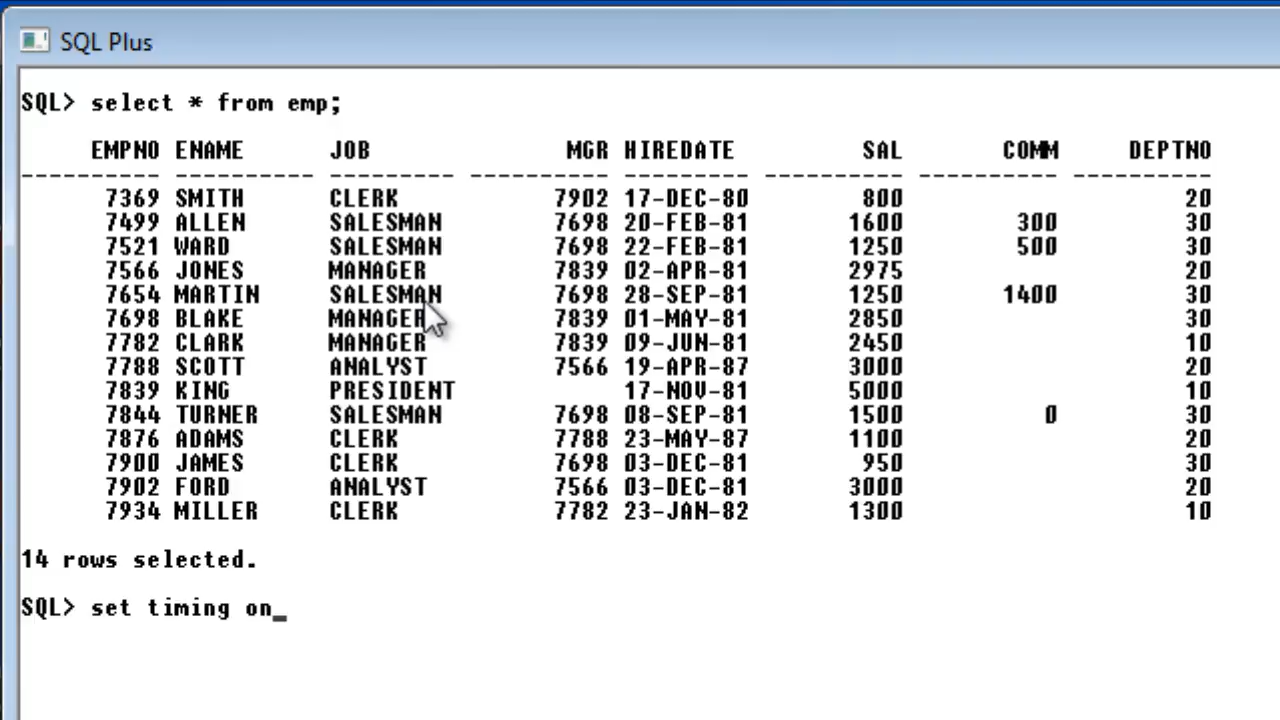 SQL Plus
SQL> select * from emp;
     EMPNO ENAME      JOB              MGR HIREDATE         SAL       COMM     DEPTNO
---------- ---------- --------- ---------- --------- ---------- ---------- ----------
      7369 SMITH      CLERK           7902 17-DEC-80        800                    20
      7499 ALLEN      SALESMAN        7698 20-FEB-81       1600        300         30
      7521 WARD       SALESMAN        7698 22-FEB-81       1250        500         30
      7566 JONES      MANAGER         7839 02-APR-81       2975                    20
      7654 MARTIN     SALESMAN        7698 28-SEP-81       1250       1400         30
      7698 BLAKE      MANAGER         7839 01-MAY-81       2850                    30
      7782 CLARK      MANAGER         7839 09-JUN-81       2450                    10
      7788 SCOTT      ANALYST         7566 19-APR-87       3000                    20
      7839 KING       PRESIDENT            17-NOV-81       5000                    10
      7844 TURNER     SALESMAN        7698 08-SEP-81       1500          0         30
      7876 ADAMS      CLERK           7788 23-MAY-87       1100                    20
      7900 JAMES      CLERK           7698 03-DEC-81        950                    30
      7902 FORD       ANALYST         7566 03-DEC-81       3000                    20
      7934 MILLER     CLERK           7782 23-JAN-82       1300                    10
14 rows selected.
SQL> set timing on_